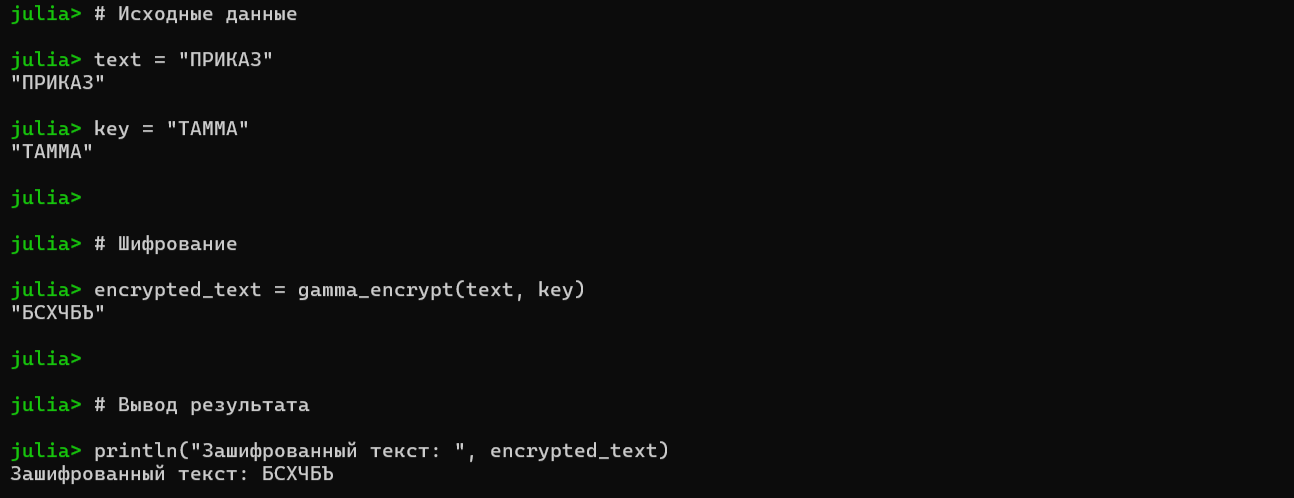 julia> # Исходные данные
julia> text = "ПРИКАЗ"
"ПРИКАЗ"
julia> key = "ТАММА"
"ТАММА"
julia>
julia> # Шифрование
julia> encrypted_text = gamma_encrypt(text, key)
"БСХЧБЪ"
julia>
julia> # Вывод результата
julia> println("Зашифрованный текст: ", encrypted_text)
Зашифрованный текст: БСХЧБЪ